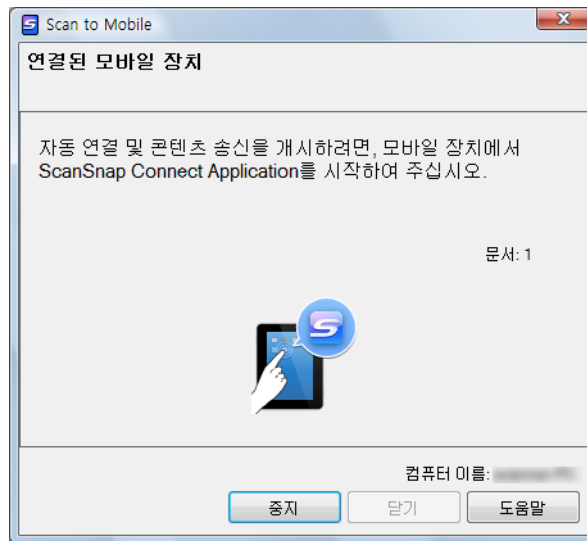 Scan to Mobile
연결된 모바일 장치
자동 연결 및 콘텐츠 송신을 개시하려면, 모바일 장치에서
ScanSnap Connect Application를 시작하여 주십시오.
문서: 1
컴퓨터 이름:
중지 닫기 도움말